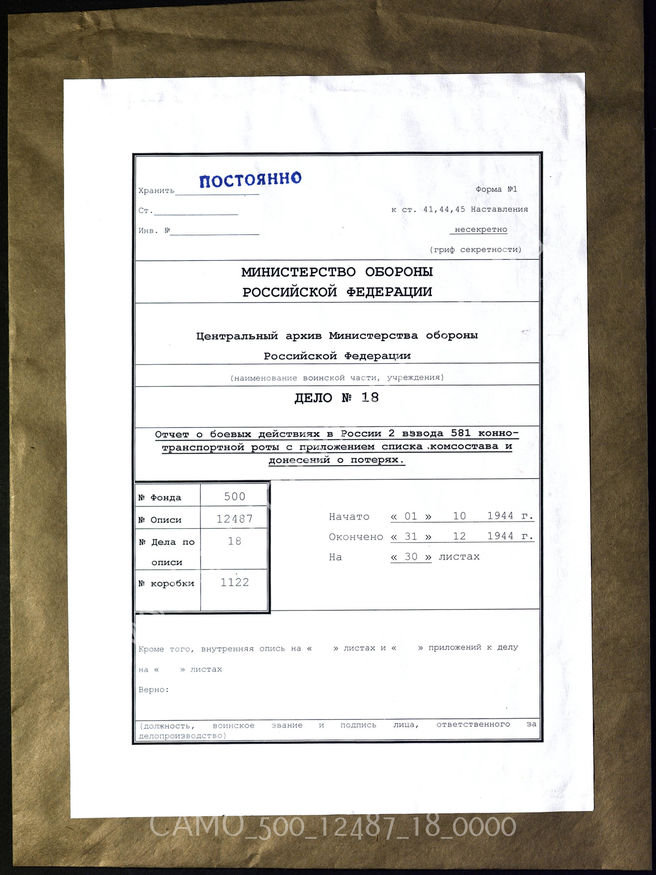 Хранить ПОСТОЯННО
Форма №1
Ст.
к ст. 41,44,45 Наставления
Инв. №
несекретно
(гриф секретности)
МИНИСТЕРСТВО ОБОРОНЫ
РОССИЙСКОЙ ФЕДЕРАЦИИ
Центральный архив Министерства обороны
Российской Федерации
(наименование воинской части, учреждения)
ДЕЛО № 18
Отчет о боевых действиях в России 2 взвода 581 конно-
транспортной роты с приложением списка комсостава и
донесений о потерях.
№ Фонда 500
№ Описи 12487
№ Дела по описи 18
№ коробки 1122
Начато « 01 » 10 1944 г.
Окончено « 31 » 12 1944 г.
На « 30 » листах
Кроме того, внутренняя опись на « » листах и « » приложений к делу
на « » листах
Верно:
(должность, воинское звание и подпись лица, ответственного за
делопроизводство)
CAMO_500_12487_18_0000